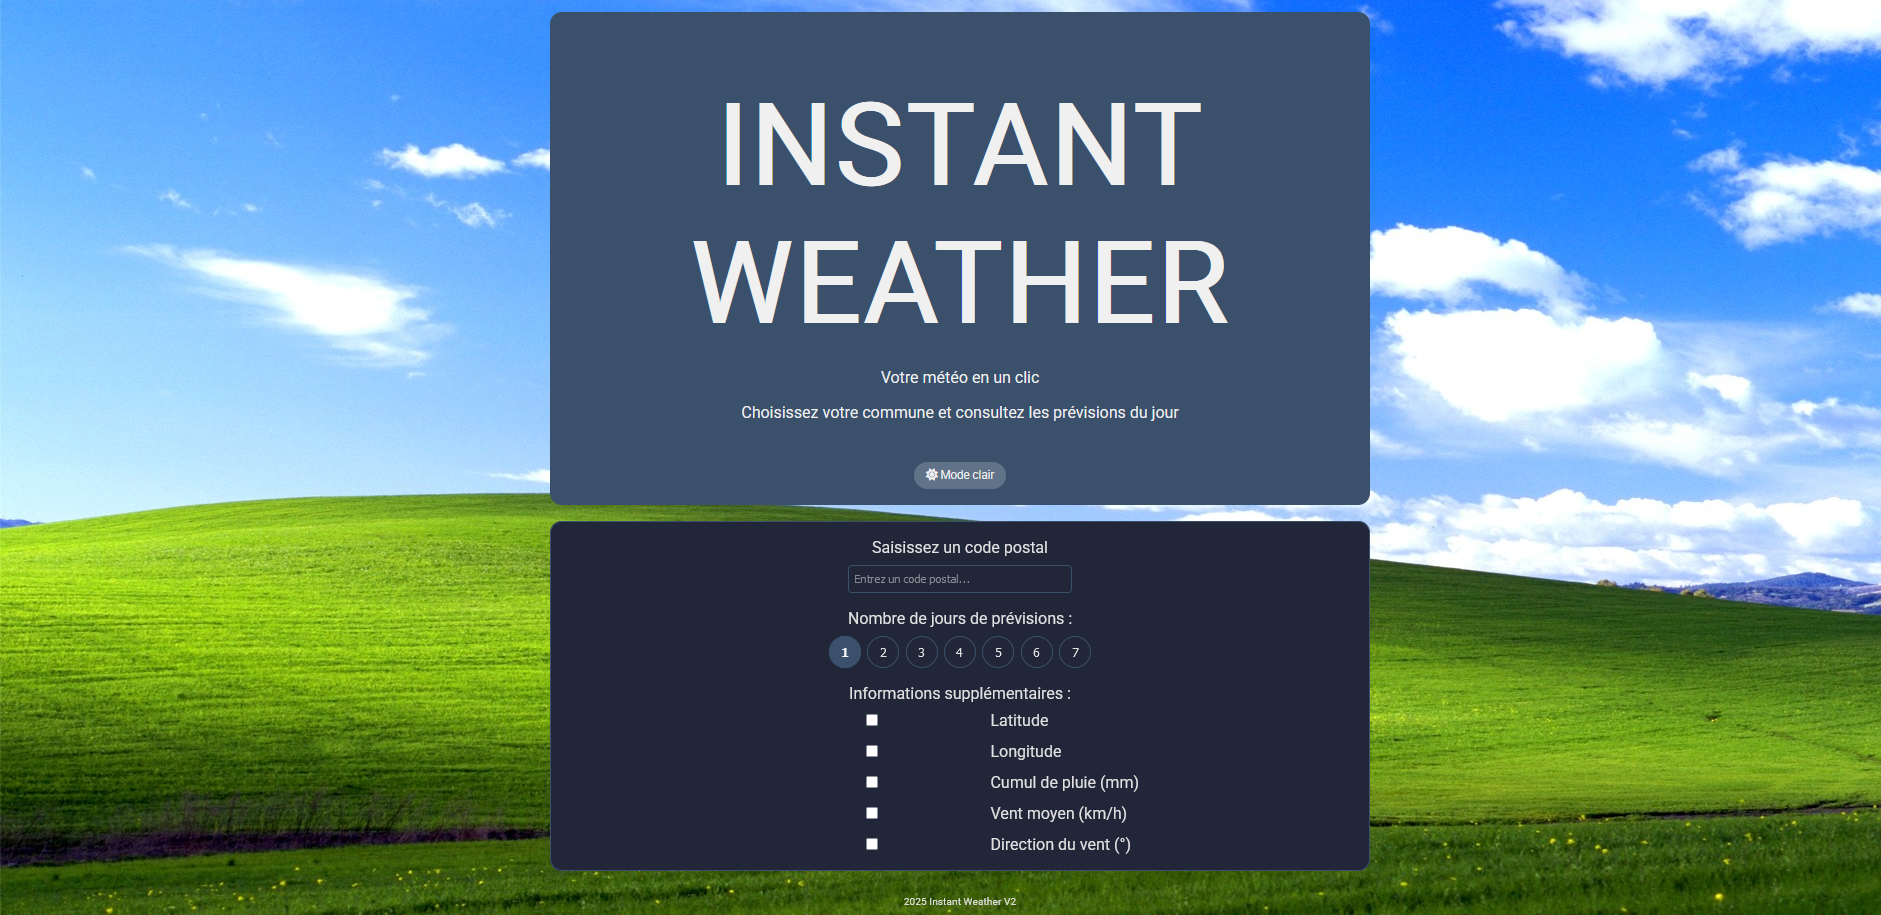 INSTANT
WEATHER
Votre météo en un clic
Choisissez votre commune et consultez les prévisions du jour
Mode clair
Saisissez un code postal
Entrez un code postal...
Nombre de jours de prévisions :
1 2 3 4 5 6 7
Informations supplémentaires :
Latitude
Longitude
Cumul de pluie (mm)
Vent moyen (km/h)
Direction du vent (°)
2025 Instant Weather V2